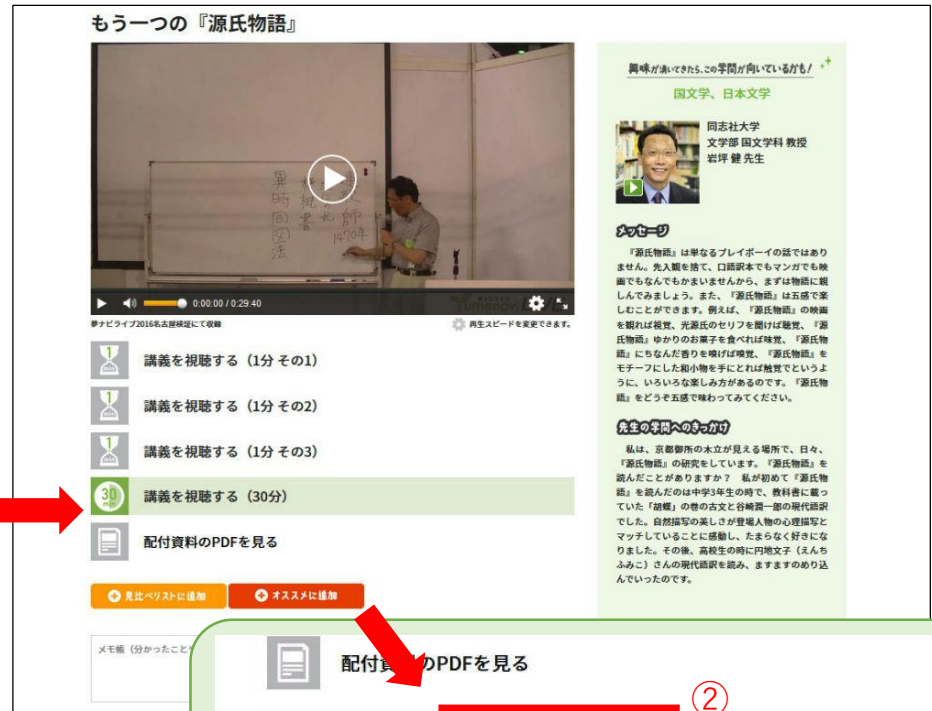 もう一つの『源氏物語』
異時同図法
1470年
0:00:00 / 0:29:40
夢ナビライブ2016名古屋検証にて収録
再生スピードを変更できます。
1
講義を視聴する（1分 その1）
1
講義を視聴する（1分 その2）
1
講義を視聴する（1分 その3）
30
min
講義を視聴する（30分）
配付資料のPDFを見る
見比べリストに追加
オススメに追加
メモ帳（分かったこと
興味が湧いてきたら、この学問が向いているかも！
国文学、日本文学
同志社大学
文学部 国文学科 教授
岩坪 健 先生
メッセージ
『源氏物語』は単なるプレイボーイの話ではあり
ません。先入観を捨て、口語訳本でもマンガでも映
画でもなんでもかまいませんから、まずは物語に親
しんでみましょう。また、『源氏物語』は五感で楽
しむことができます。例えば、『源氏物語』の映画
を観れば視覚、光源氏のセリフを聞けば聴覚、『源
氏物語』ゆかりのお菓子を食べれば味覚、『源氏物
語』にちなんだ香りを嗅げば嗅覚、『源氏物語』を
モチーフにした和小物を手にとれば触覚でというよ
うに、いろいろな楽しみ方があるのです。『源氏物
語』をどうぞ五感で味わってみてください。
先生の学問へのきっかけ
私は、京都御所の木立が見える場所で、日々、
『源氏物語』の研究をしています。『源氏物語』を
読んだことがありますか？ 私が初めて『源氏物
語』を読んだのは中学3年生の時で、教科書に載っ
ていた「胡蝶」の巻の古文と谷崎潤一郎の現代語訳
でした。自然描写の美しさが登場人物の心理描写と
マッチしていることに感動し、たまらなく好きにな
りました。その後、高校生の時に円地文子（えんち
ふみこ）さんの現代語訳を読み、ますますのめり込
んでいったのです。
配付資料のPDFを見る
②